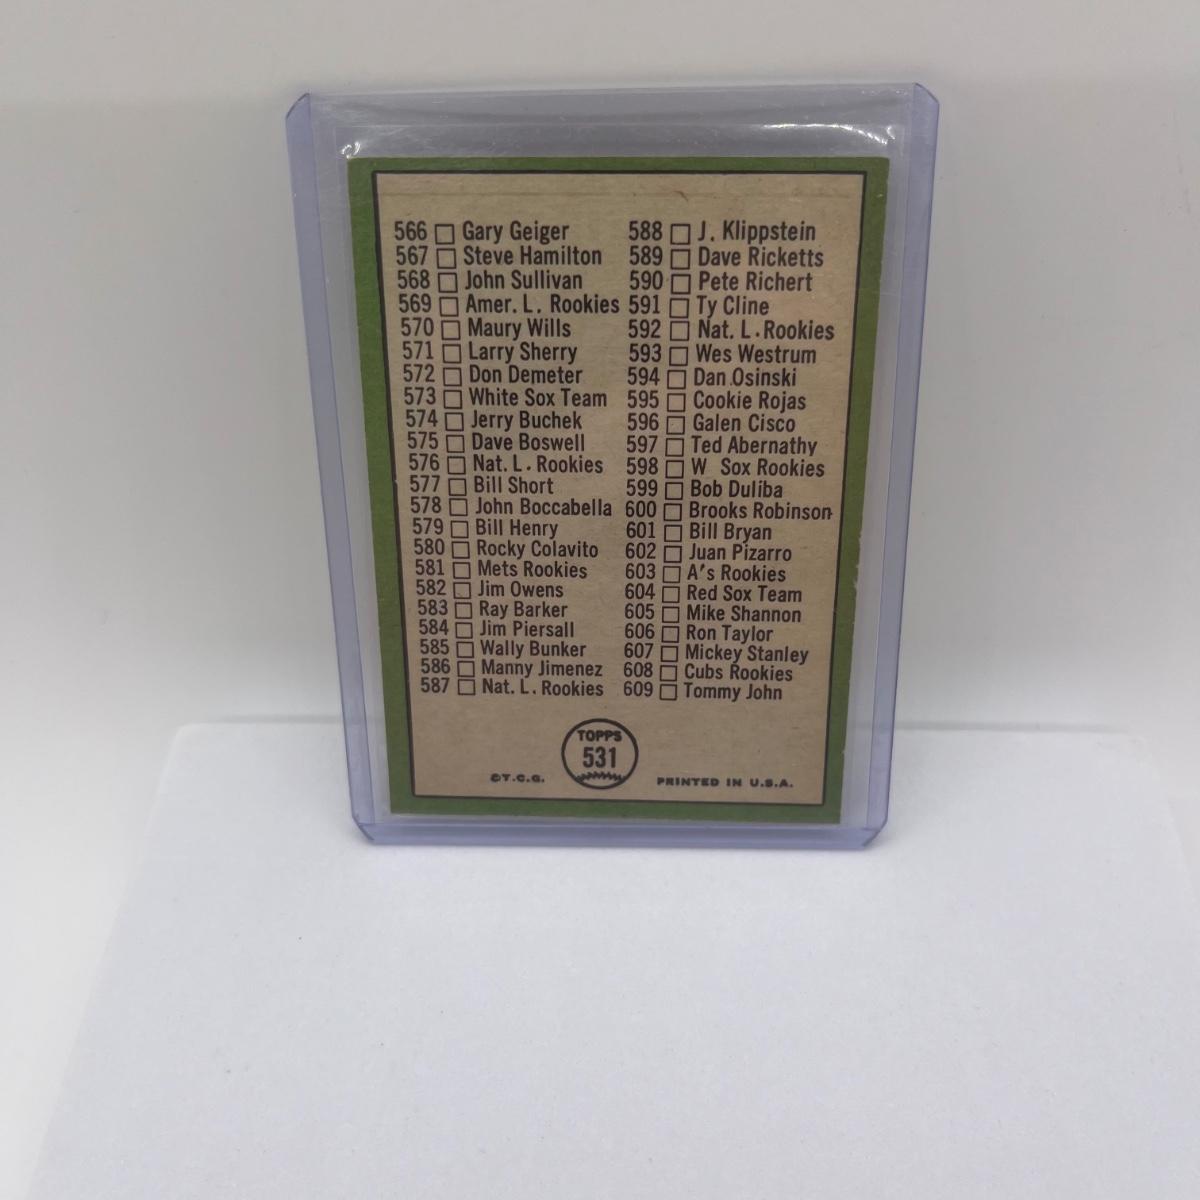 566 Gary Geiger
567 Steve Hamilton
568 John Sullivan
569 Amer. L. Rookies
570 Maury Wills
571 Larry Sherry
572 Don Demeter
573 White Sox Team
574 Jerry Buchek
575 Dave Boswell
576 Nat. L. Rookies
577 Bill Short
578 John Boccabella
579 Bill Henry
580 Rocky Colavito
581 Mets Rookies
582 Jim Owens
583 Ray Barker
584 Jim Piersall
585 Wally Bunker
586 Manny Jimenez
587 Nat. L. Rookies
588 J. Klippstein
589 Dave Ricketts
590 Pete Richert
591 Ty Cline
592 Nat. L. Rookies
593 Wes Westrum
594 Dan Osinski
595 Cookie Rojas
596 Galen Cisco
597 Ted Abernathy
598 W Sox Rookies
599 Bob Duliba
600 Brooks Robinson
601 Bill Bryan
602 Juan Pizarro
603 A's Rookies
604 Red Sox Team
605 Mike Shannon
606 Ron Taylor
607 Mickey Stanley
608 Cubs Rookies
609 Tommy John
TOPPS
531
©T.C.G.
PRINTED IN U.S.A.